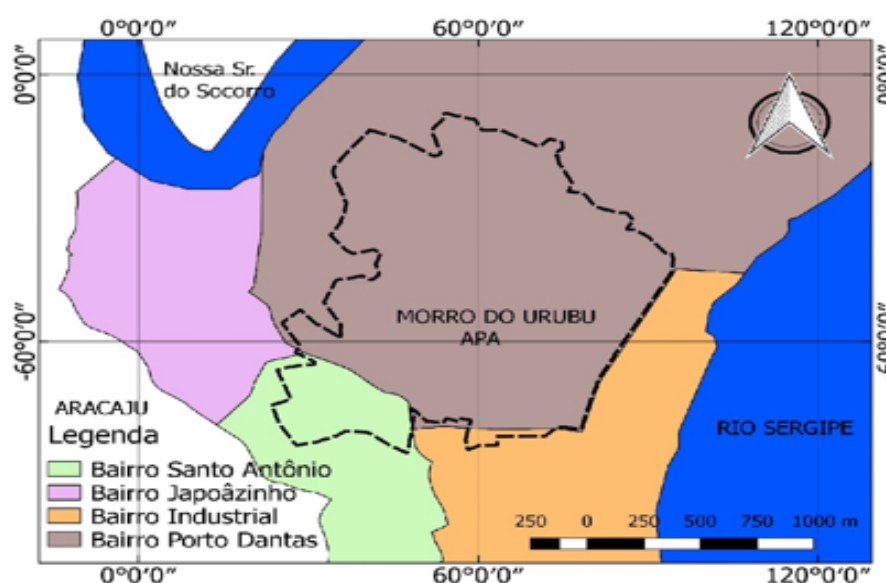 0°0′0″ 60°0′0″ 120°0′0″
Nossa Sr.
do Socorro
0°0′0″ 0°0′0″
MORRO DO URUBU
APA
-60°0′0″ -60°0′0″
ARACAJU
RIO SERGIPE
Legenda
Bairro Santo Antônio
Bairro Japoâzinho
Bairro Industrial
Bairro Porto Dantas
250 0 250 500 750 1000 m
0°0′0″ 60°0′0″ 120°0′0″